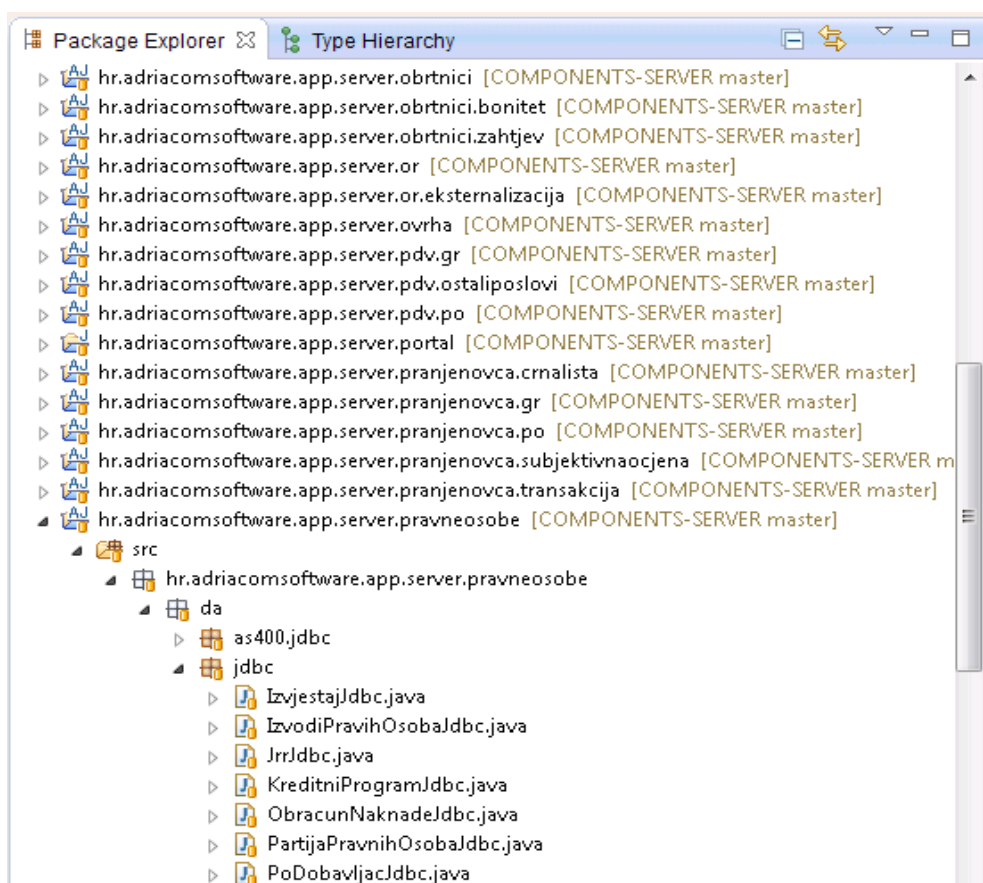 Package Explorer Type Hierarchy
hr.adriacomsoftware.app.server.obrtnici [COMPONENTS-SERVER master]
hr.adriacomsoftware.app.server.obrtnici.bonitet [COMPONENTS-SERVER master]
hr.adriacomsoftware.app.server.obrtnici.zahtjev [COMPONENTS-SERVER master]
hr.adriacomsoftware.app.server.or [COMPONENTS-SERVER master]
hr.adriacomsoftware.app.server.or.eksternalizacija [COMPONENTS-SERVER master]
hr.adriacomsoftware.app.server.ovrha [COMPONENTS-SERVER master]
hr.adriacomsoftware.app.server.pdv.gr [COMPONENTS-SERVER master]
hr.adriacomsoftware.app.server.pdv.ostaliposlovi [COMPONENTS-SERVER master]
hr.adriacomsoftware.app.server.pdv.po [COMPONENTS-SERVER master]
hr.adriacomsoftware.app.server.portal [COMPONENTS-SERVER master]
hr.adriacomsoftware.app.server.pranjenovca.crnalista [COMPONENTS-SERVER master]
hr.adriacomsoftware.app.server.pranjenovca.gr [COMPONENTS-SERVER master]
hr.adriacomsoftware.app.server.pranjenovca.po [COMPONENTS-SERVER master]
hr.adriacomsoftware.app.server.pranjenovca.subjektivnaocjena [COMPONENTS-SERVER m
hr.adriacomsoftware.app.server.pranjenovca.transakcija [COMPONENTS-SERVER master]
hr.adriacomsoftware.app.server.pravneosobe [COMPONENTS-SERVER master]
src
hr.adriacomsoftware.app.server.pravneosobe
da
as400.jdbc
jdbc
IzvjestajJdbc.java
IzvodiPravihOsobaJdbc.java
JrrJdbc.java
KreditniProgramJdbc.java
ObracunNaknadeJdbc.java
PartijaPravnihOsobaJdbc.java
PoDobavljacJdbc.java